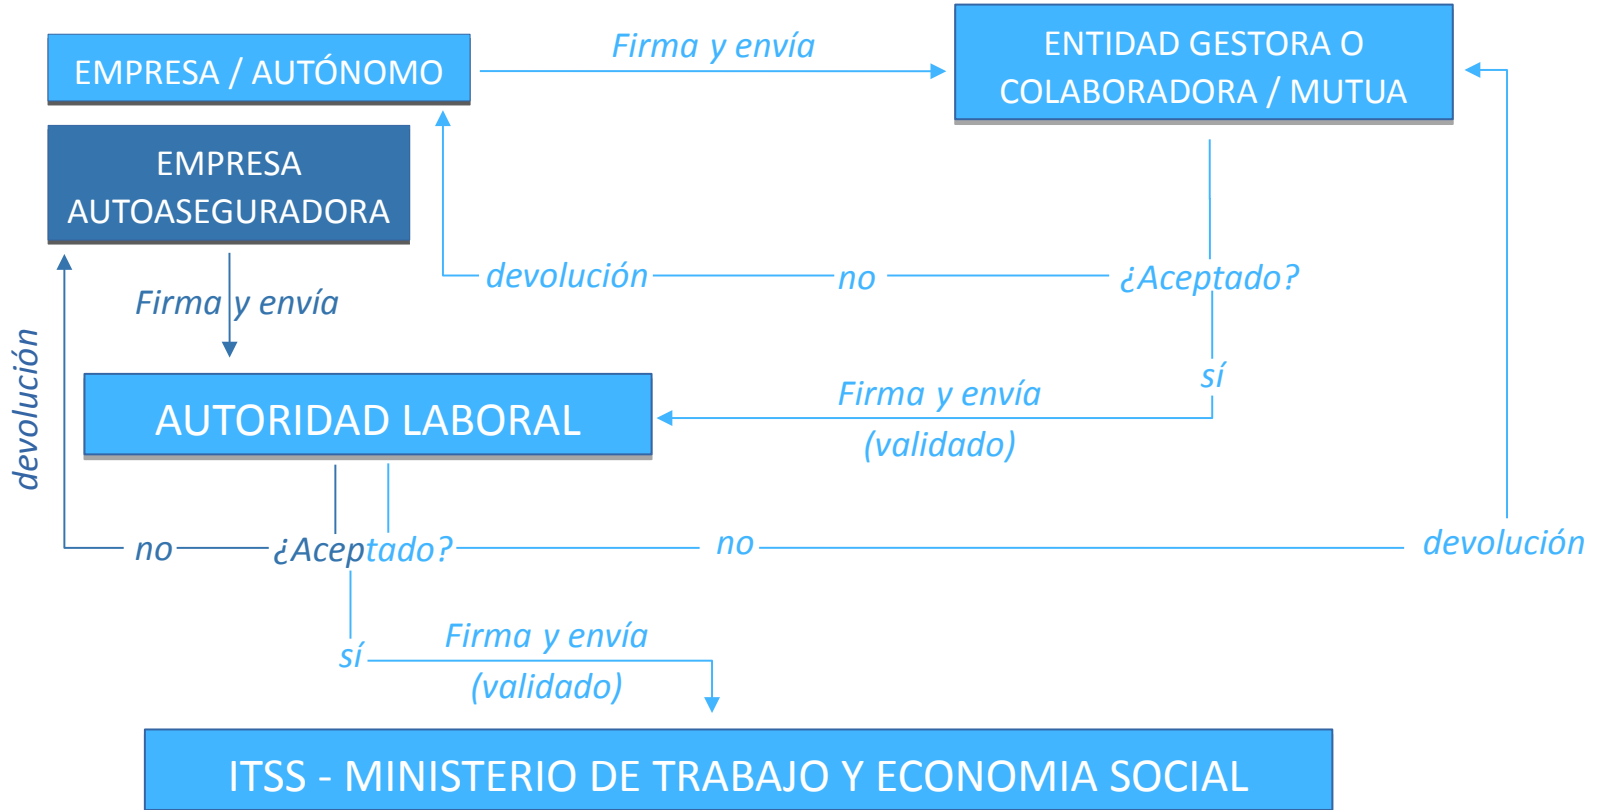 EMPRESA / AUTÓNOMO
Firma y envía
ENTIDAD GESTORA O
COLABORADORA / MUTUA
EMPRESA
AUTOASEGURADORA
devolución
no
¿Aceptado?
Firma y envía
devolución
sí
Firma y envía
(validado)
AUTORIDAD LABORAL
no
¿Aceptado?
no
devolución
sí
Firma y envía
(validado)
ITSS - MINISTERIO DE TRABAJO Y ECONOMIA SOCIAL